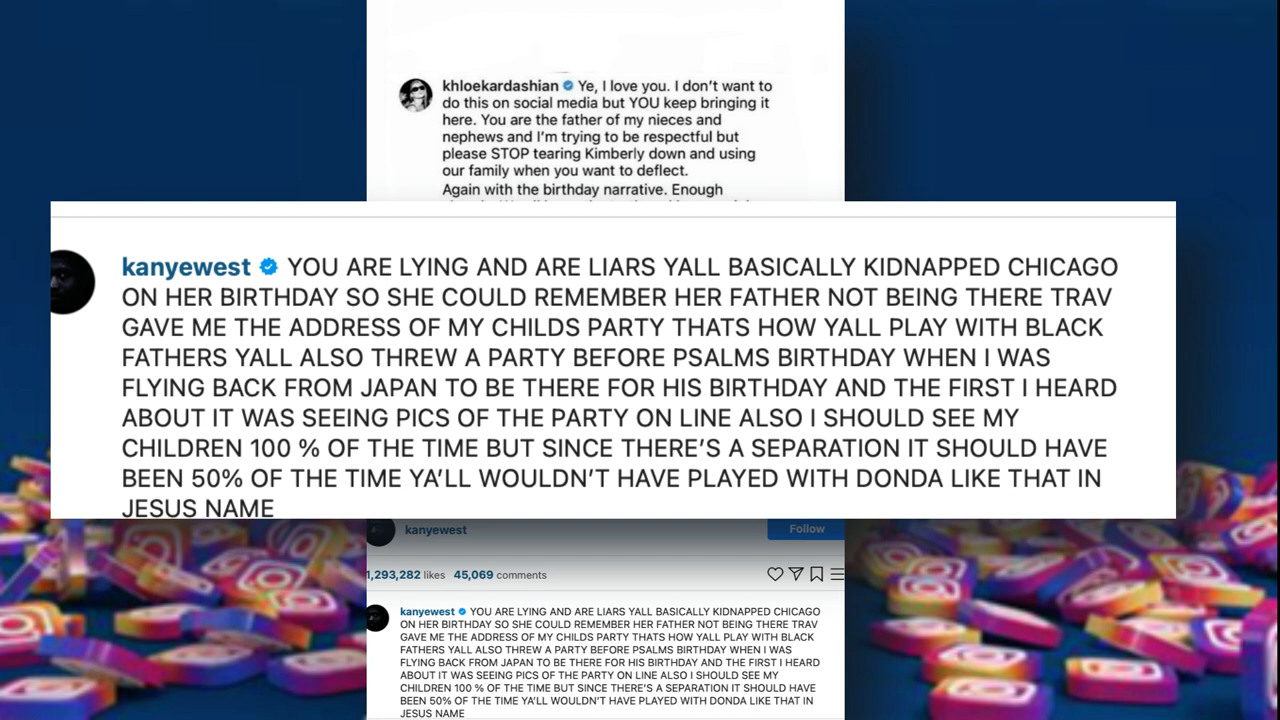 khloekardashian Ye, I love you. I don't want to
do this on social media but YOU keep bringing it
here. You are the father of my nieces and
nephews and I'm trying to be respectful but
please STOP tearing Kimberly down and using
our family when you want to deflect.
Again with the birthday narrative. Enough
kanyewest YOU ARE LYING AND ARE LIARS YALL BASICALLY KIDNAPPED CHICAGO
ON HER BIRTHDAY SO SHE COULD REMEMBER HER FATHER NOT BEING THERE TRAV
GAVE ME THE ADDRESS OF MY CHILDS PARTY THATS HOW YALL PLAY WITH BLACK
FATHERS YALL ALSO THREW A PARTY BEFORE PSALMS BIRTHDAY WHEN I WAS
FLYING BACK FROM JAPAN TO BE THERE FOR HIS BIRTHDAY AND THE FIRST I HEARD
ABOUT IT WAS SEEING PICS OF THE PARTY ON LINE ALSO I SHOULD SEE MY
CHILDREN 100 % OF THE TIME BUT SINCE THERE'S A SEPARATION IT SHOULD HAVE
BEEN 50% OF THE TIME YA'LL WOULDN'T HAVE PLAYED WITH DONDA LIKE THAT IN
JESUS NAME
kanyewest
Follow
1,293,282 likes 45,069 comments
kanyewest YOU ARE LYING AND ARE LIARS YALL BASICALLY KIDNAPPED CHICAGO
ON HER BIRTHDAY SO SHE COULD REMEMBER HER FATHER NOT BEING THERE TRAV
GAVE ME THE ADDRESS OF MY CHILDS PARTY THATS HOW YALL PLAY WITH BLACK
FATHERS YALL ALSO THREW A PARTY BEFORE PSALMS BIRTHDAY WHEN I WAS
FLYING BACK FROM JAPAN TO BE THERE FOR HIS BIRTHDAY AND THE FIRST I HEARD
ABOUT IT WAS SEEING PICS OF THE PARTY ON LINE ALSO I SHOULD SEE MY
CHILDREN 100 % OF THE TIME BUT SINCE THERE'S A SEPARATION IT SHOULD HAVE
BEEN 50% OF THE TIME YA'LL WOULDN'T HAVE PLAYED WITH DONDA LIKE THAT IN
JESUS NAME